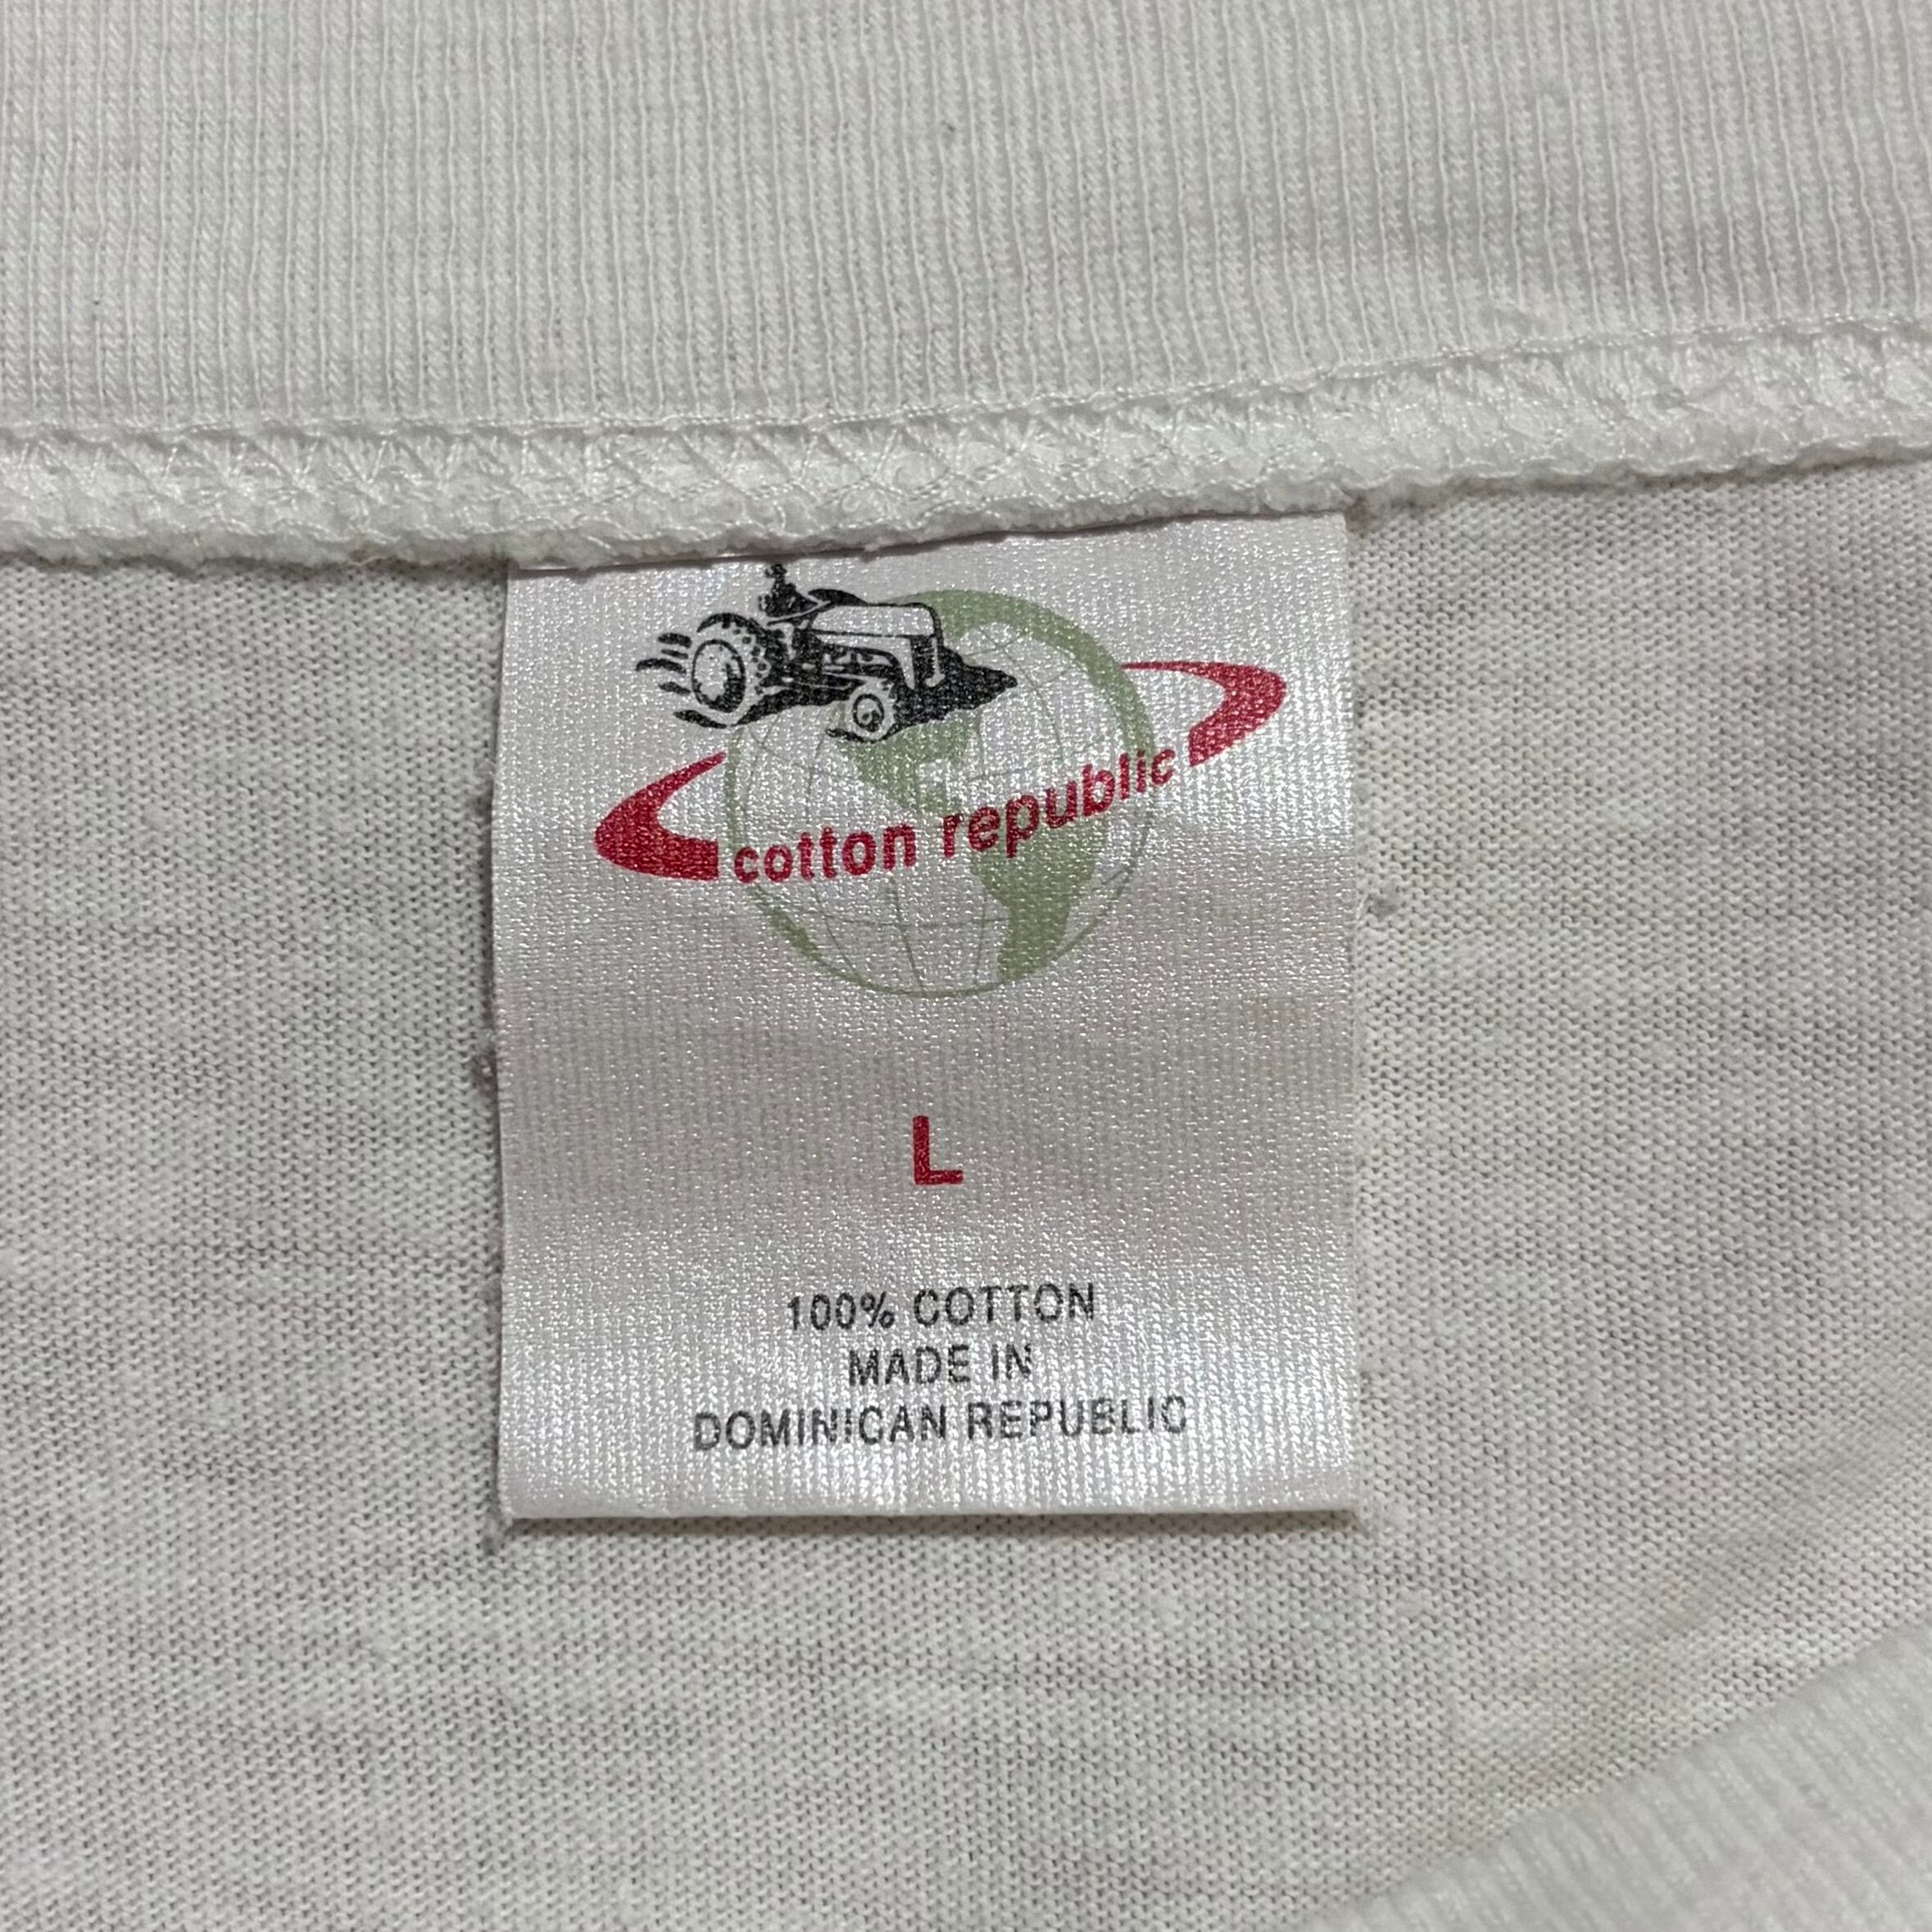 cotton republic
L
100% COTTON
MADE IN
DOMINICAN REPUBLIC